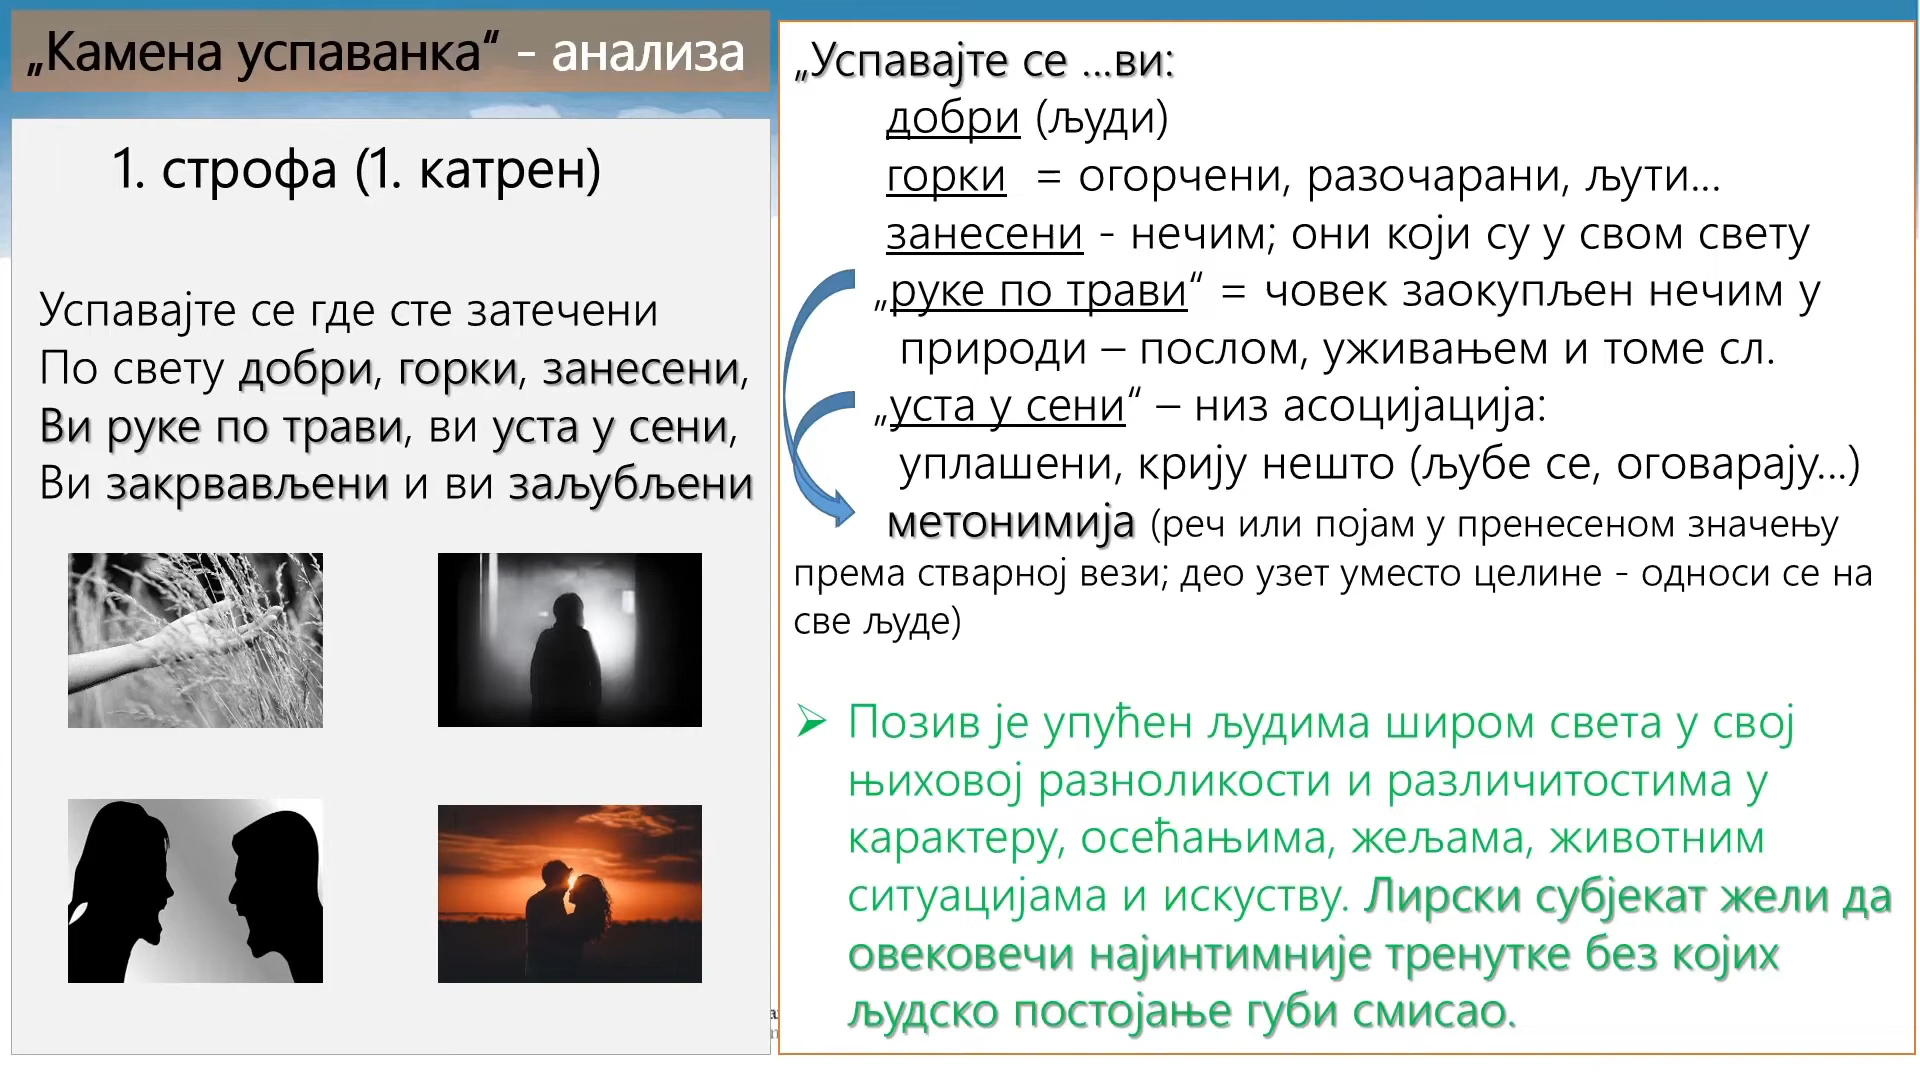 „Камена успаванка“ - анализа
1. строфа (1. катрен)
Успавајте се где сте затечени
По свету добри, горки, занесени,
Ви руке по трави, ви уста у сени,
Ви закрвављени и ви заљубљени
„Успавајте се ...ви:
добри (људи)
горки = огорчени, разочарани, љути...
занесени - нечим; они који су у свом свету
„руке по трави“ = човек заокупљен нечим у
природи – послом, уживањем и томе сл.
„уста у сени“ – низ асоцијација:
уплашени, крију нешто (љубе се, оговарају...)
метонимија (реч или појам у пренесеном значењу
према стварној вези; део узет уместо целине - односи се на
све људе)
➢ Позив је упућен људима широм света у свој
њиховој разноликости и различитостима у
карактеру, осећањима, жељама, животним
ситуацијама и искуству. Лирски субјекат жели да
овековечи најинтимније тренутке без којих
људско постојање губи смисао.